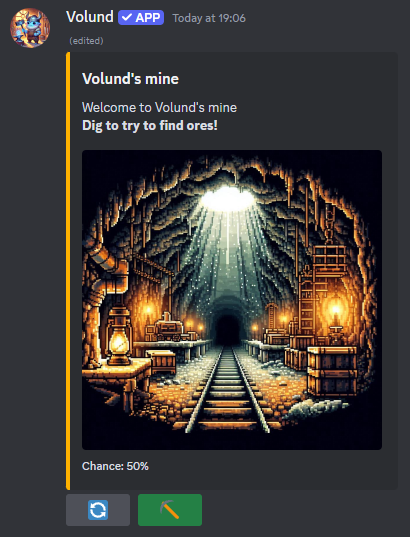 Volund ✓ APP Today at 19:06
(edited)
Volund's mine
Welcome to Volund's mine
Dig to try to find ores!
Chance: 50%